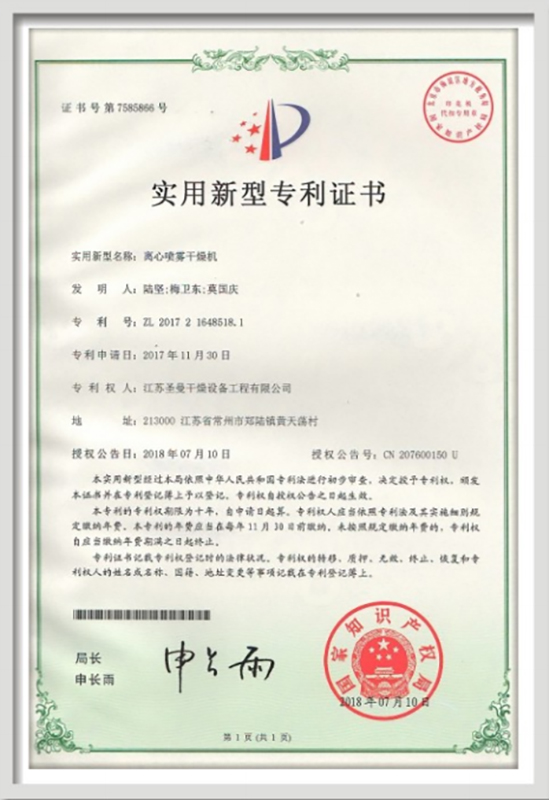 证书号第7585866号
实用新型专利证书
实用新型名称：离心喷雾干燥机
发明人：陆坚;梅卫东;莫国庆
专利号：ZL 2017 2 1648518.1
专利申请日：2017年11月30日
专利权人：江苏圣曼干燥设备工程有限公司
地址：213000 江苏省常州市郑陆镇黄天荡村
授权公告日：2018年07月10日 授权公告号：CN 207600150 U
本实用新型经过本局依照中华人民共和国专利法进行初步审查，决定授予专利权，颁发
本证书并在专利登记簿上予以登记。专利权自授权公告之日起生效。
本专利的专利权期限为十年，自申请日起算。专利权人应当依照专利法及其实施细则规
定缴纳年费。本专利的年费应当在每年11月30日前缴纳。未按照规定缴纳年费的，专利权
自应当缴纳年费期满之日起终止。
专利证书记载专利权登记时的法律状况。专利权的转移、质押、无效、终止、恢复和专
利权人的姓名或名称、国籍、地址变更等事项记载在专利登记簿上。
局长
申长雨
申长雨
国家知识产权局
2018年07月10日
第1页（共1页）